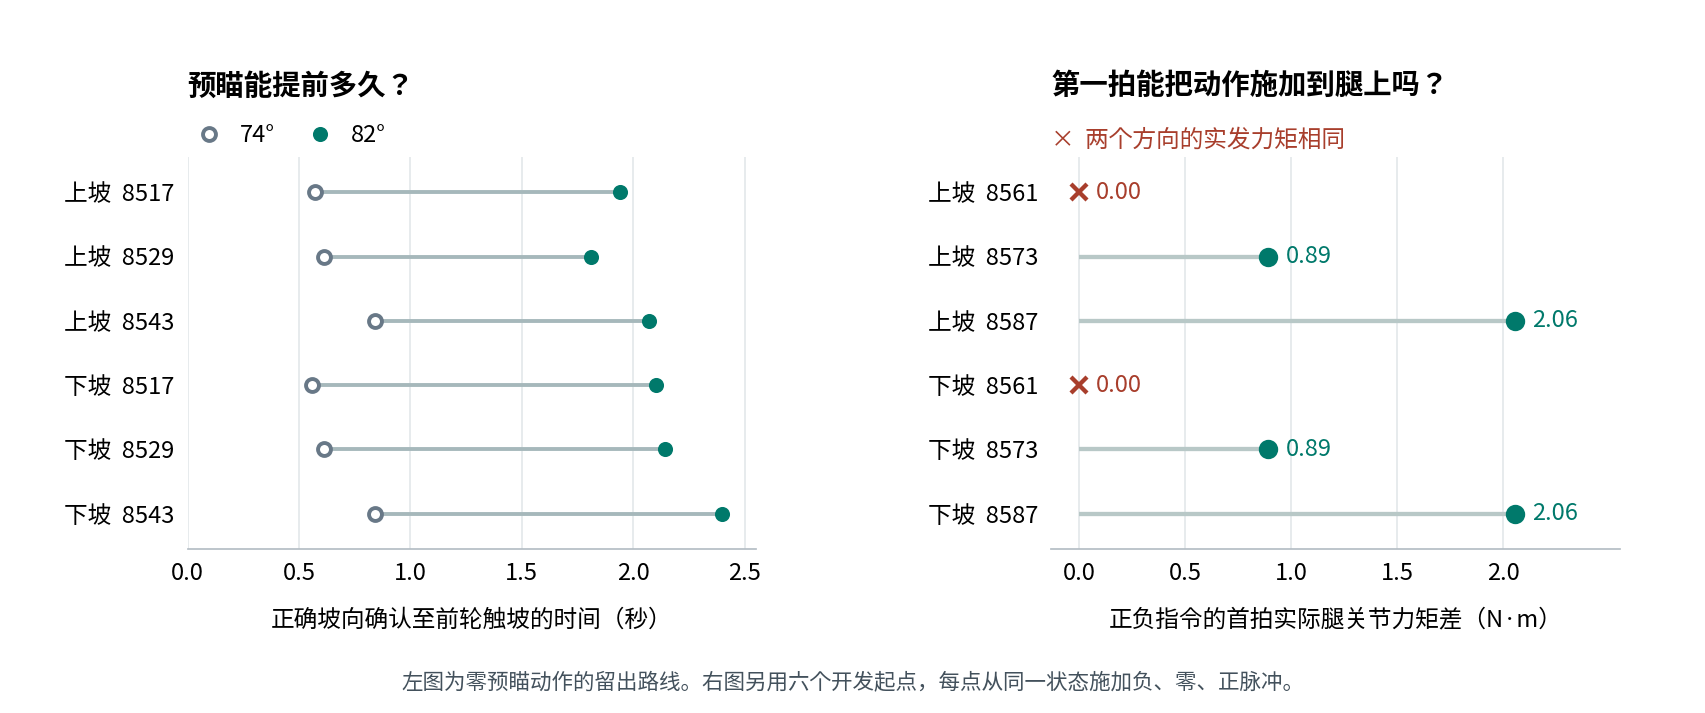 预瞄能提前多久？
74° 82°
上坡 8517
上坡 8529
上坡 8543
下坡 8517
下坡 8529
下坡 8543
0.0 0.5 1.0 1.5 2.0 2.5
正确坡向确认至前轮触坡的时间（秒）
第一拍能把动作施加到腿上吗？
× 两个方向的实发力矩相同
上坡 8561 0.00
上坡 8573 0.89
上坡 8587 2.06
下坡 8561 0.00
下坡 8573 0.89
下坡 8587 2.06
0.0 0.5 1.0 1.5 2.0
正负指令的首拍实际腿关节力矩差（N·m）
左图为零预瞄动作的留出路线。右图另用六个开发起点，每点从同一状态施加负、零、正脉冲。